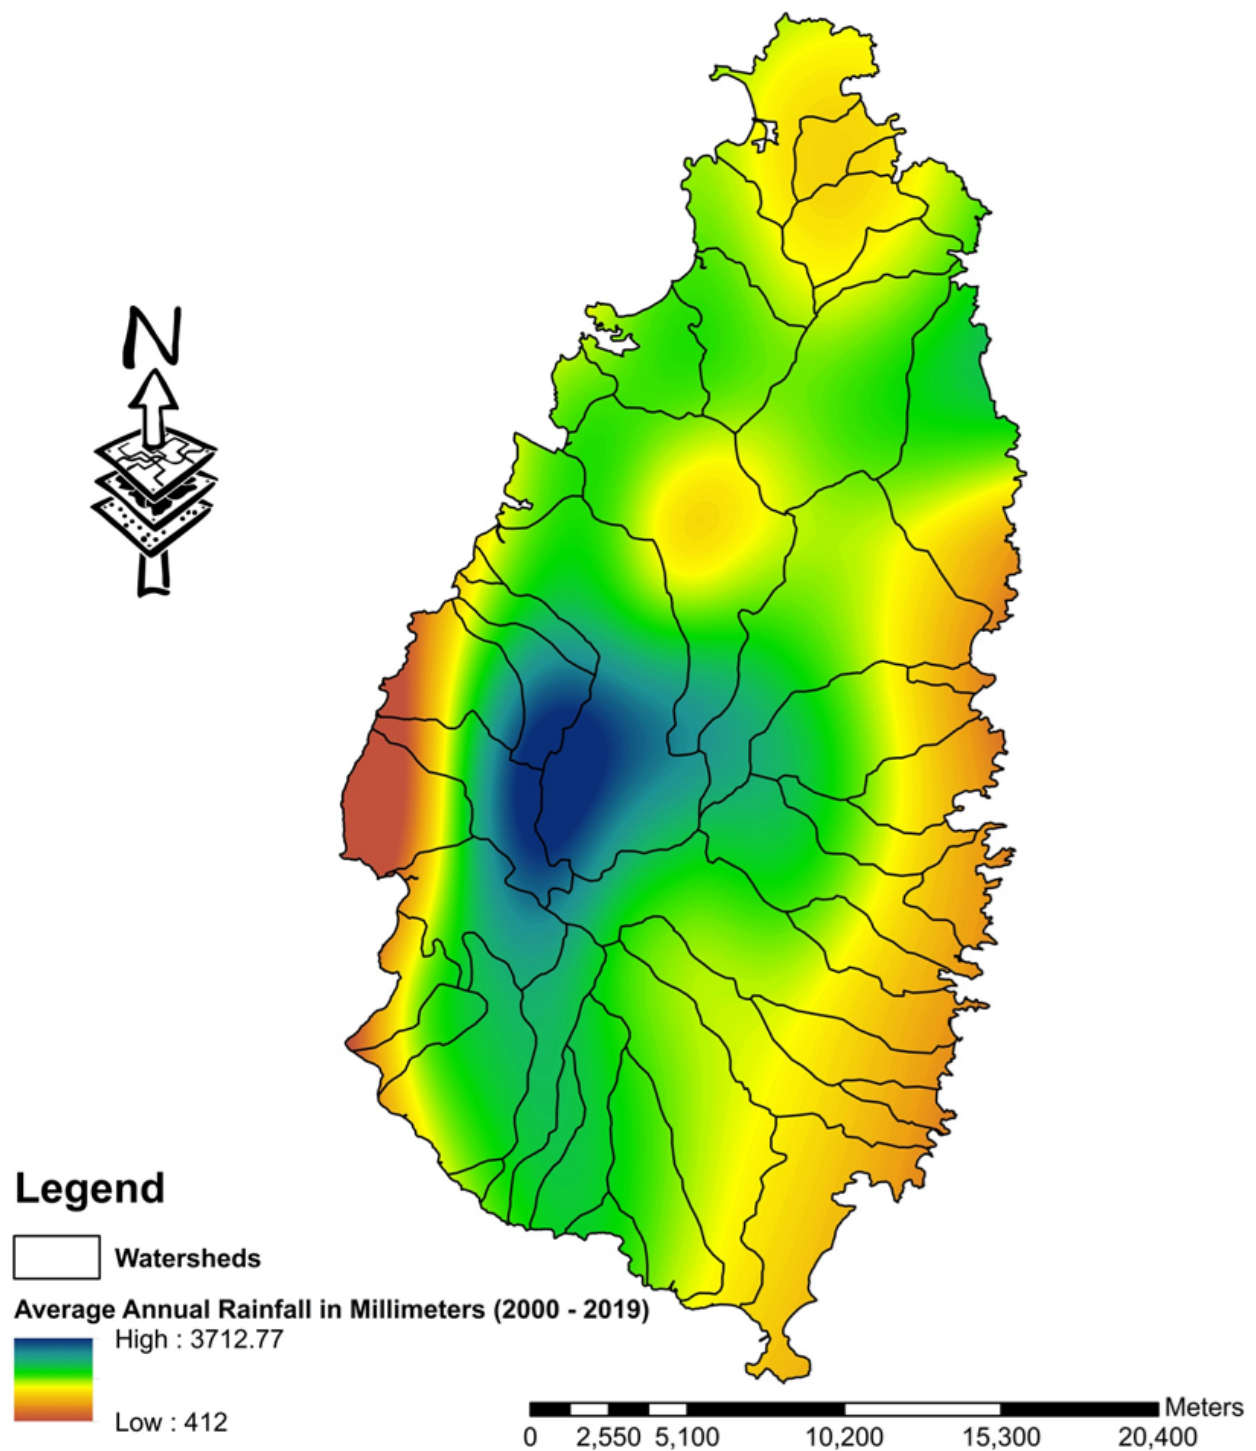 N
Legend
Watersheds
Average Annual Rainfall in Millimeters (2000 - 2019)
High : 3712.77
Low : 412
Meters
0 2,550 5,100 10,200 15,300 20,400